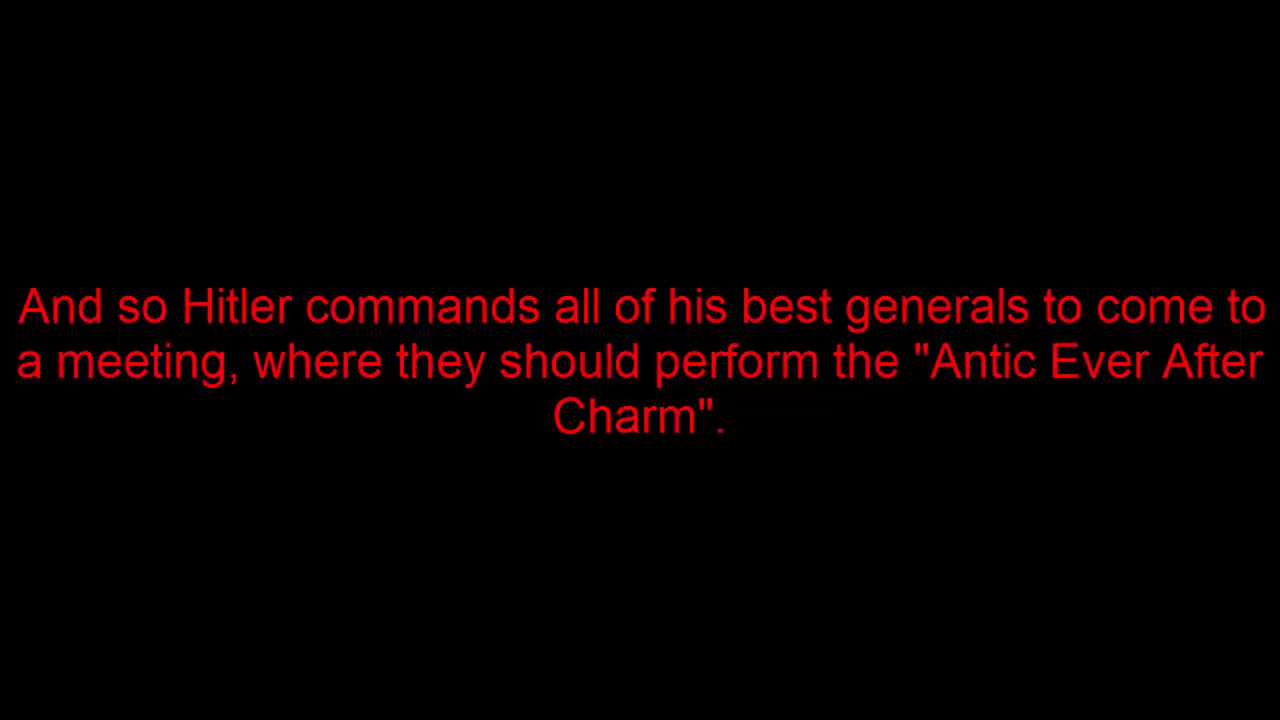 And so Hitler commands all of his best generals to come to
a meeting, where they should perform the "Antic Ever After
Charm".